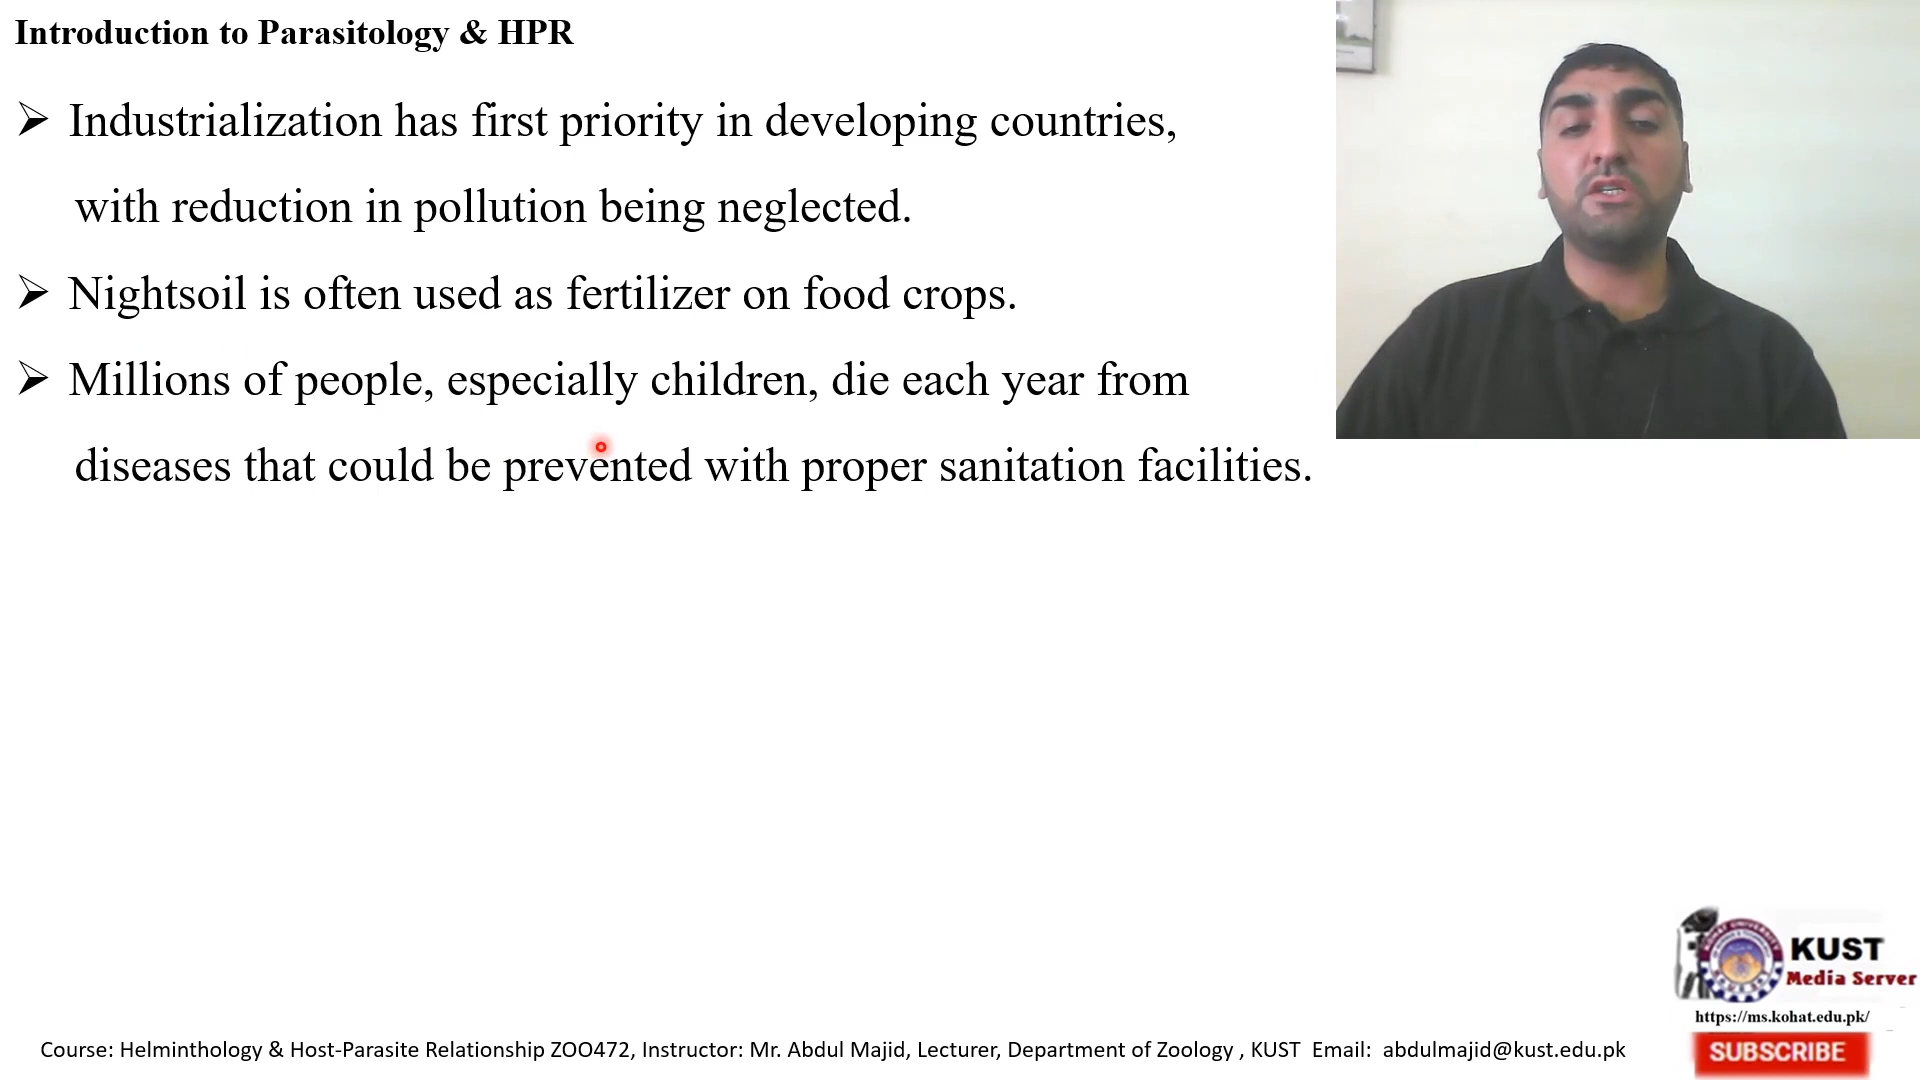 Introduction to Parasitology & HPR
➢ Industrialization has first priority in developing countries,
with reduction in pollution being neglected.
➢ Nightsoil is often used as fertilizer on food crops.
➢ Millions of people, especially children, die each year from
diseases that could be prevented with proper sanitation facilities.
KUST
Media Server
https://ms.kohat.edu.pk/
SUBSCRIBE
Course: Helminthology & Host-Parasite Relationship ZOO472, Instructor: Mr. Abdul Majid, Lecturer, Department of Zoology , KUST Email: abdulmajid@kust.edu.pk